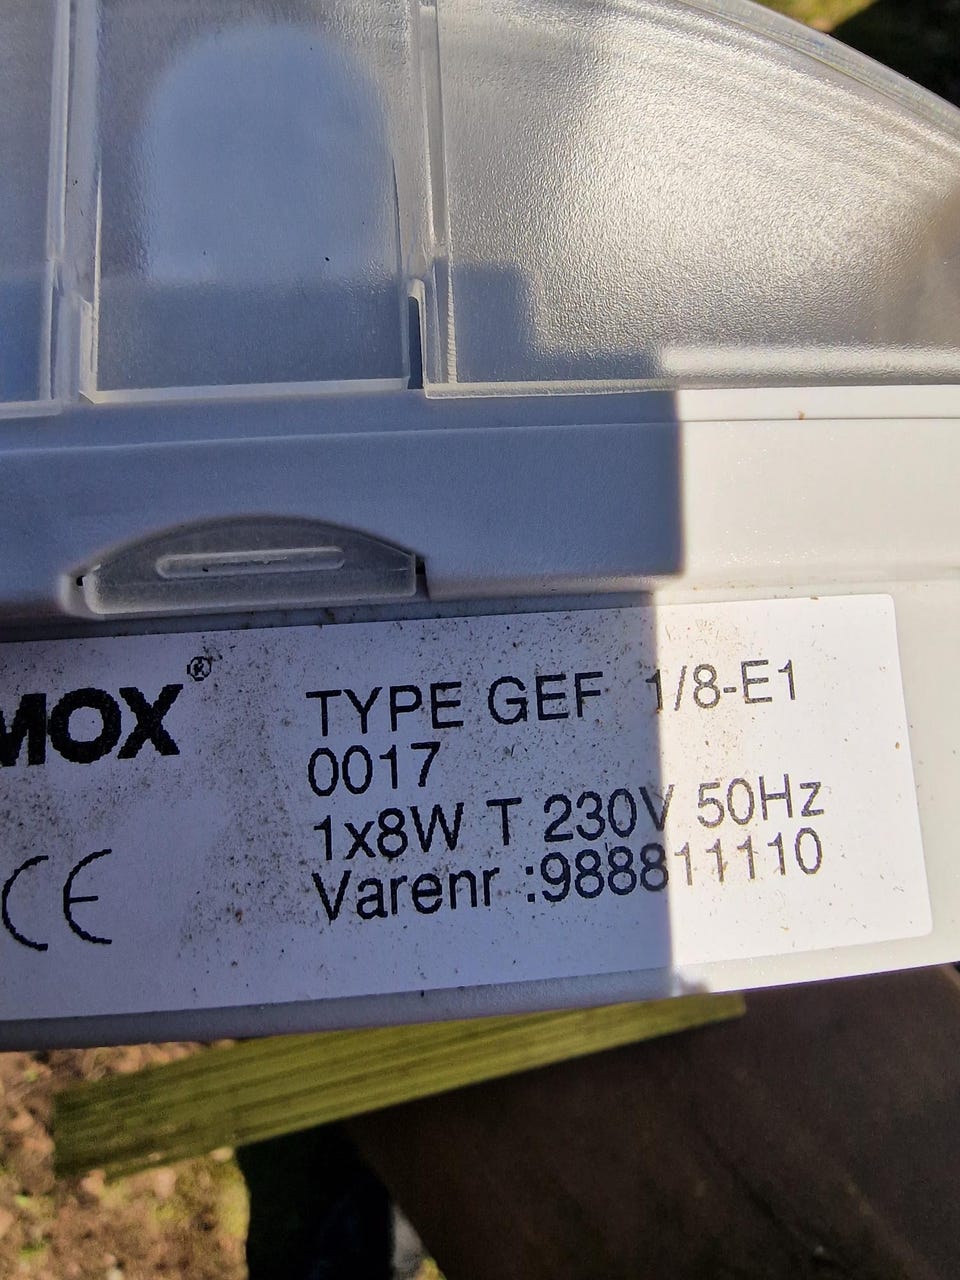 MOX®
TYPE GEF 1/8-E1
0017
1x8W T 230V 50Hz
Varenr :988811110
CE